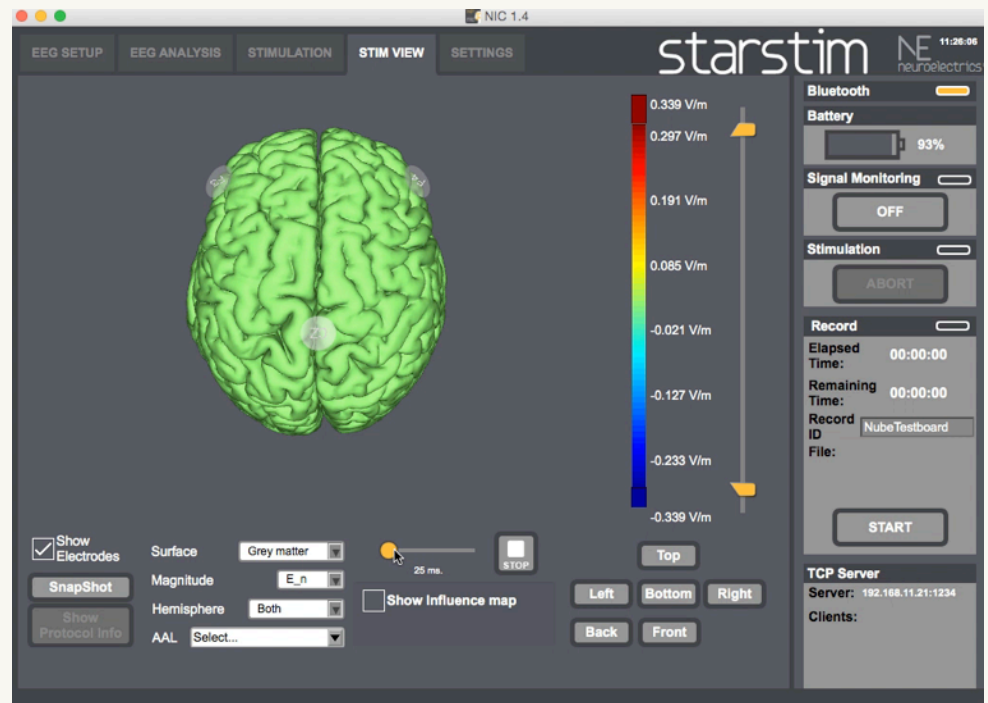 NIC 1.4
EEG SETUP
EEG ANALYSIS
STIMULATION
STIM VIEW
SETTINGS
starstim
NE
neuroelectrics
11:26:06
0.339 V/m
0.297 V/m
0.191 V/m
0.085 V/m
-0.021 V/m
-0.127 V/m
-0.233 V/m
-0.339 V/m
Bluetooth
Battery
93%
Signal Monitoring
OFF
Stimulation
ABORT
Record
Elapsed
Time:
00:00:00
Remaining
Time:
00:00:00
Record
ID
NubeTestboard
File:
START
TCP Server
Server: 192.168.11.21:1234
Clients:
Show
Electrodes
SnapShot
Show
Protocol Info
Surface
Grey matter
Magnitude
E_n
Hemisphere
Both
AAL
Select...
25 ms.
STOP
Show Influence map
Top
Left
Bottom
Right
Back
Front